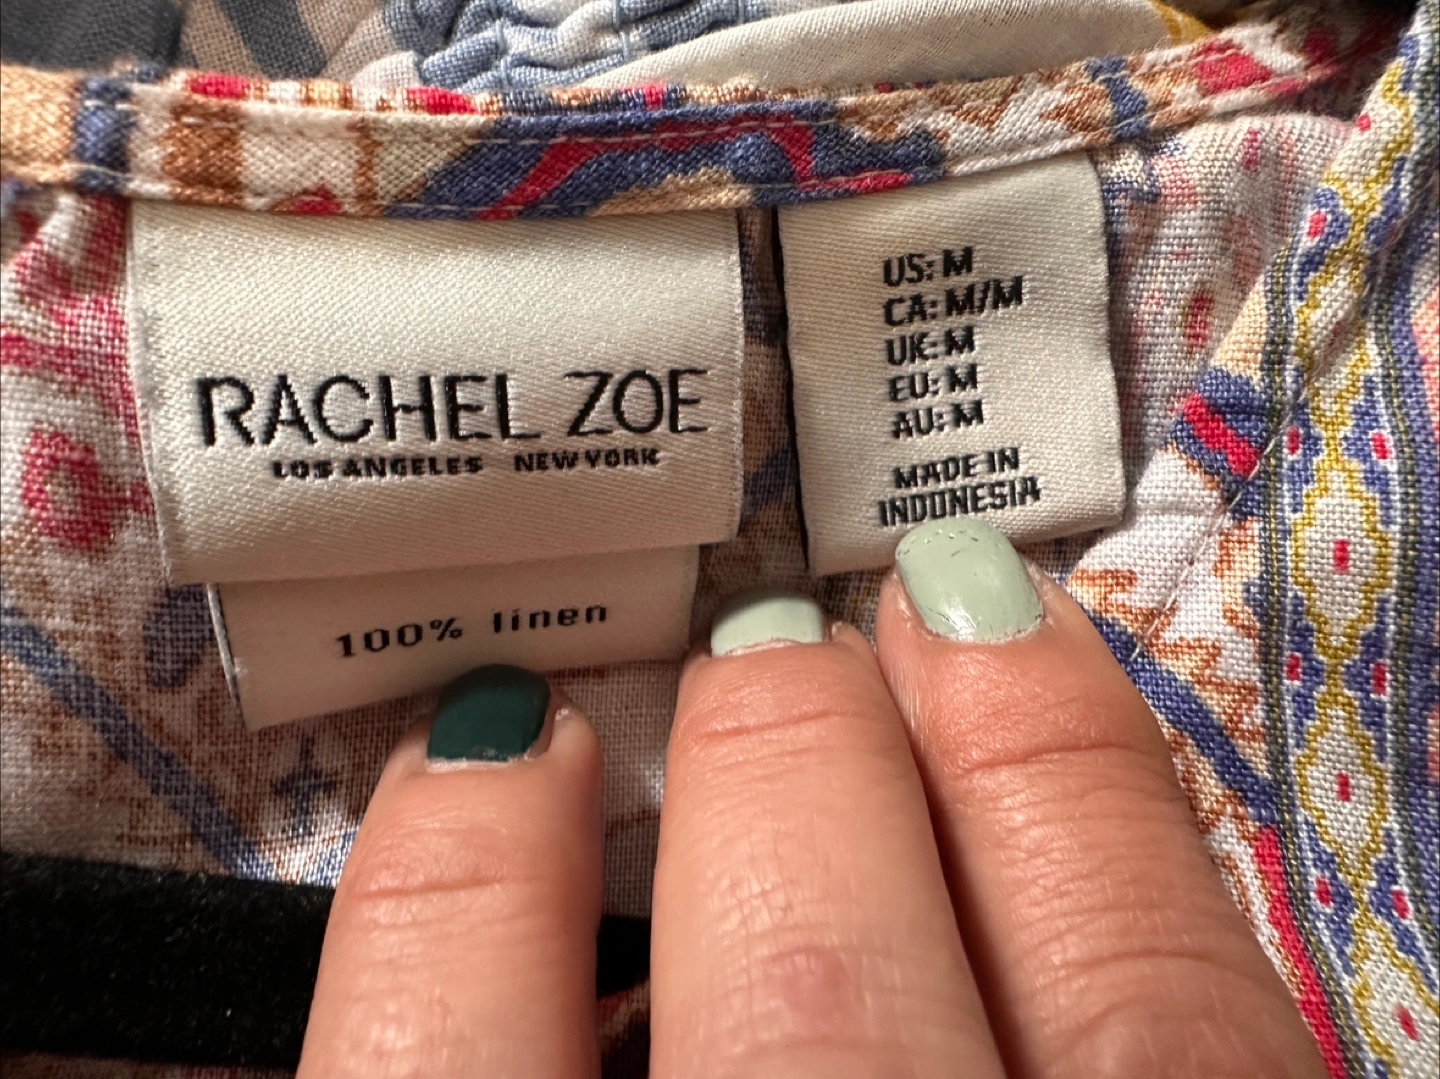 RACHEL ZOE
LOS ANGELES NEW YORK
100% linen
US: M
CA: M/M
UK: M
EU: M
AU: M
MADE IN
INDONESIA